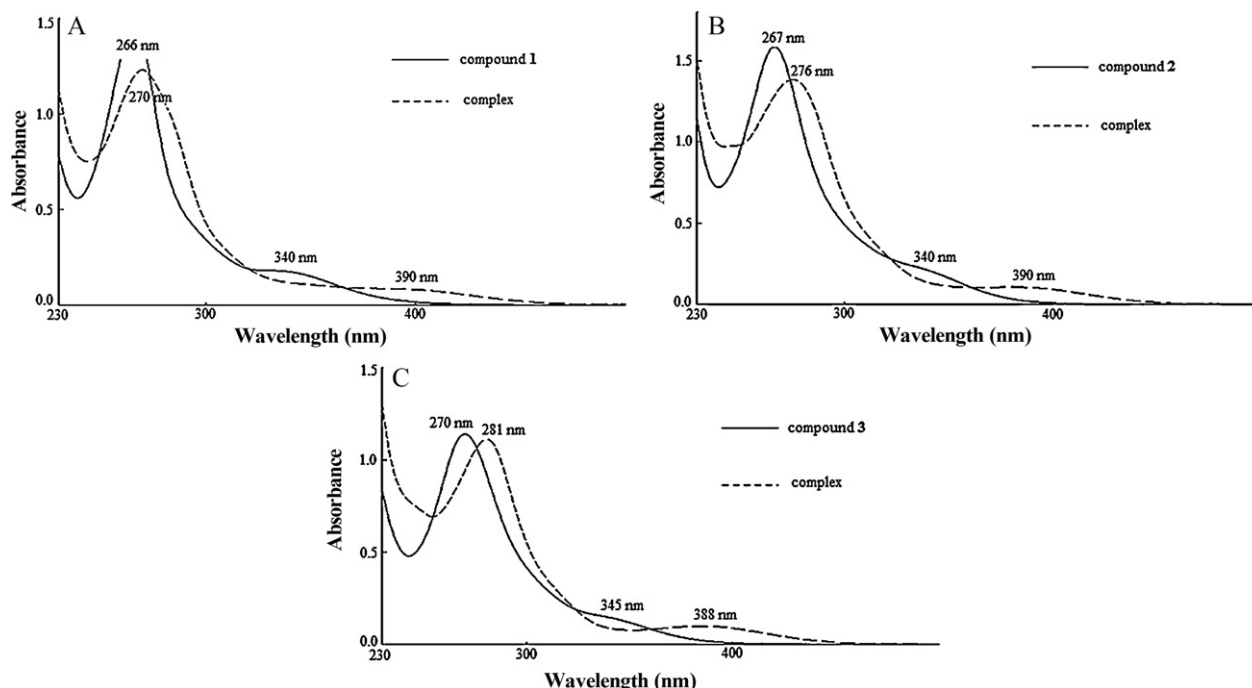 A
1.5
1.0
0.5
0.0
Absorbance
266 nm
270 nm
340 nm
390 nm
compound 1
complex
230
300
400
Wavelength (nm)
B
1.5
1.0
0.5
0.0
Absorbance
267 nm
276 nm
340 nm
390 nm
compound 2
complex
230
300
400
Wavelength (nm)
C
1.5
1.0
0.5
0.0
Absorbance
270 nm
281 nm
345 nm
388 nm
compound 3
complex
230
300
400
Wavelength (nm)